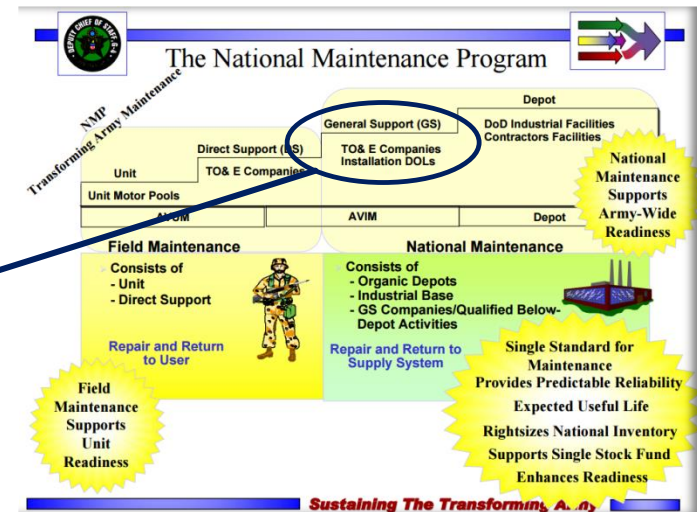 DEPUTY CHIEF OF STAFF, G-4
The National Maintenance Program
NMP
Transforming Army Maintenance
Unit
Unit Motor Pools
Direct Support (DS)
TO& E Companies
General Support (GS)
TO& E Companies
Installation DOLs
Depot
DoD Industrial Facilities
Contractors Facilities
National
Maintenance
Supports
Army-Wide
Readiness
AVUM
AVIM
Depot
Field Maintenance
Consists of
- Unit
- Direct Support
Repair and Return
to User
National Maintenance
Consists of
- Organic Depots
- Industrial Base
- GS Companies/Qualified Below-
Depot Activities
Repair and Return to
Supply System
Field
Maintenance
Supports
Unit
Readiness
Single Standard for
Maintenance
Provides Predictable Reliability
Expected Useful Life
Rightsizes National Inventory
Supports Single Stock Fund
Enhances Readiness
Sustaining The Transforming Army